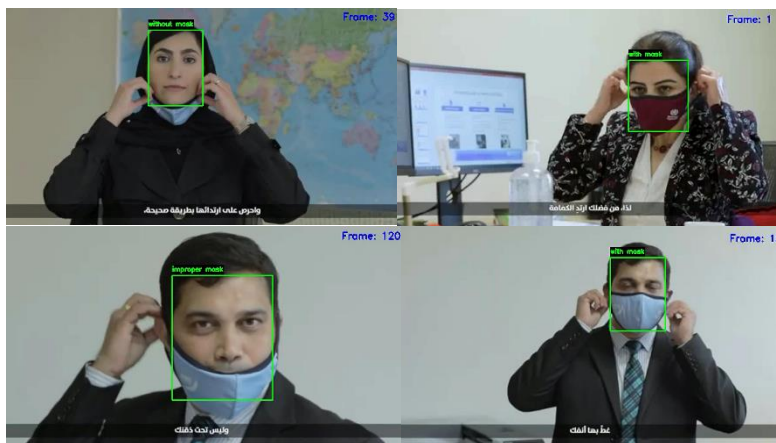 without mask
Frame: 39
واحرص على ارتدائها بطريقة صحيحة،
with mask
Frame: 1
لذا، من فضلك ارتدِ الكمامة
improper mask
Frame: 120
وليس تحت ذقنك
with mask
Frame: 1
غطِّ بها أنفك